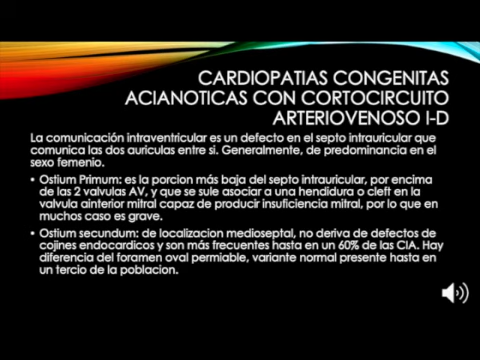 CARDIOPATIAS CONGENITAS
ACIANOTICAS CON CORTOCIRCUITO
ARTERIOVENOSO I-D
La comunicación intraventricular es un defecto en el septo intrauricular que
comunica las dos auriculas entre si. Generalmente, de predominancia en el
sexo femenio.
• Ostium Primum: es la porcion más baja del septo intrauricular, por encima
de las 2 valvulas AV, y que se sule asociar a una hendidura o cleft en la
valvula ainterior mitral capaz de producir insuficiencia mitral, por lo que en
muchos caso es grave.
• Ostium secundum: de localizacion medioseptal, no deriva de defectos de
cojines endocardicos y son más frecuentes hasta en un 60% de las CIA. Hay
diferencia del foramen oval permiable, variante normal presente hasta en
un tercio de la poblacion.